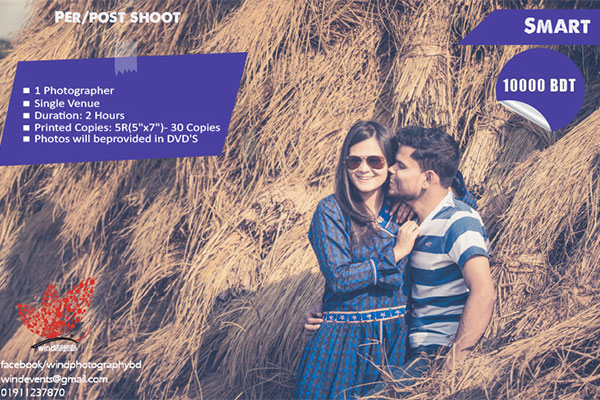 PER/POST SHOOT
SMART
10000 BDT
1 Photographer
Single Venue
Duration: 2 Hours
Printed Copies: 5R(5"x7")- 30 Copies
Photos will beprovided in DVD'S
facebook/windphotographybd
windevents@gmail.com
01911237870